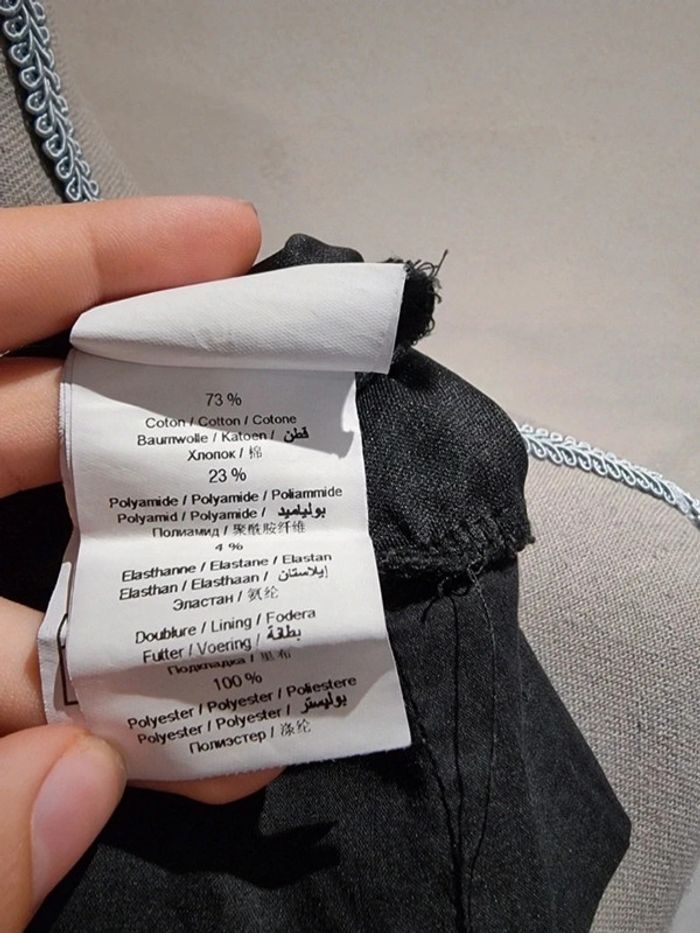 73 %
Coton / Cotton / Cotone
Baumwolle / Katoen / قطن
Хлопок / 棉
23 %
Polyamide / Polyamide / Poliammide
Polyamid / Polyamide / بولياميد
Полиамид / 聚酰胺纤维
4 %
Elasthanne / Elastane / Elastan
Elasthan / Elasthaan / إيلاستان
Эластан / 氨纶
Doublure / Lining / Fodera
Futter / Voering / بطانة
Подкладка / 里布
100 %
Polyester / Polyester / Poliestere
Polyester / Polyester / بوليستر
Полиэстер / 涤纶